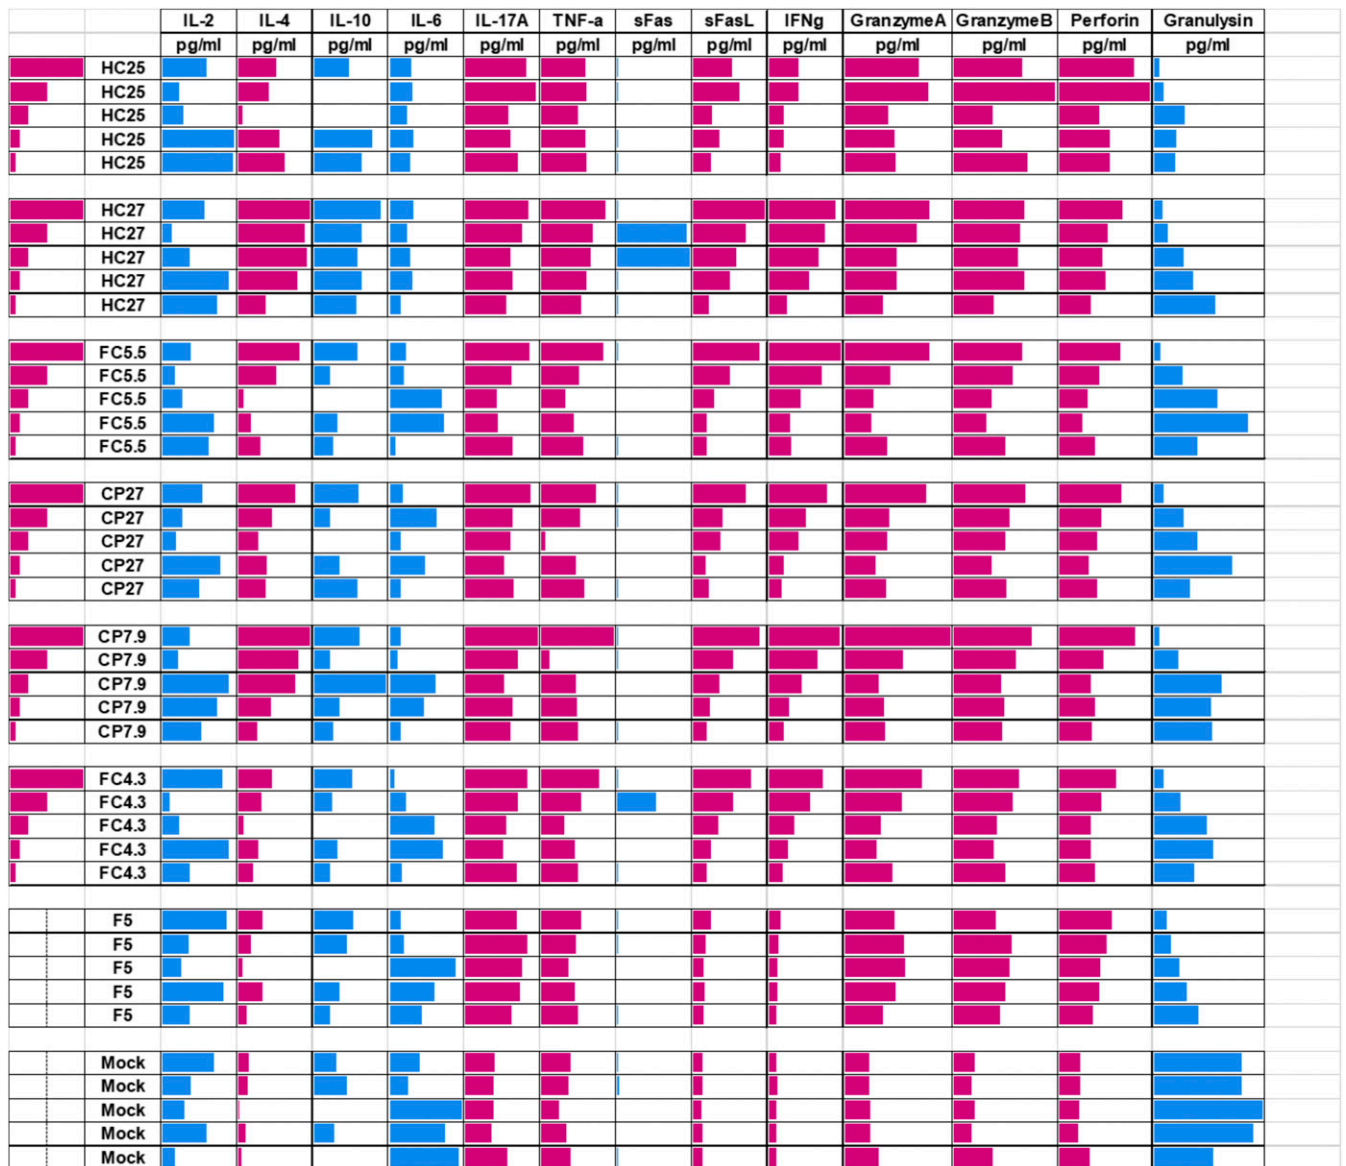 IL-2 IL-4 IL-10 IL-6 IL-17A TNF-a sFas sFasL IFNg GranzymeA GranzymeB Perforin Granulysin
pg/ml pg/ml pg/ml pg/ml pg/ml pg/ml pg/ml pg/ml pg/ml pg/ml pg/ml pg/ml pg/ml
HC25
HC25
HC25
HC25
HC25
HC27
HC27
HC27
HC27
HC27
FC5.5
FC5.5
FC5.5
FC5.5
FC5.5
CP27
CP27
CP27
CP27
CP27
CP7.9
CP7.9
CP7.9
CP7.9
CP7.9
FC4.3
FC4.3
FC4.3
FC4.3
FC4.3
F5
F5
F5
F5
F5
Mock
Mock
Mock
Mock
Mock